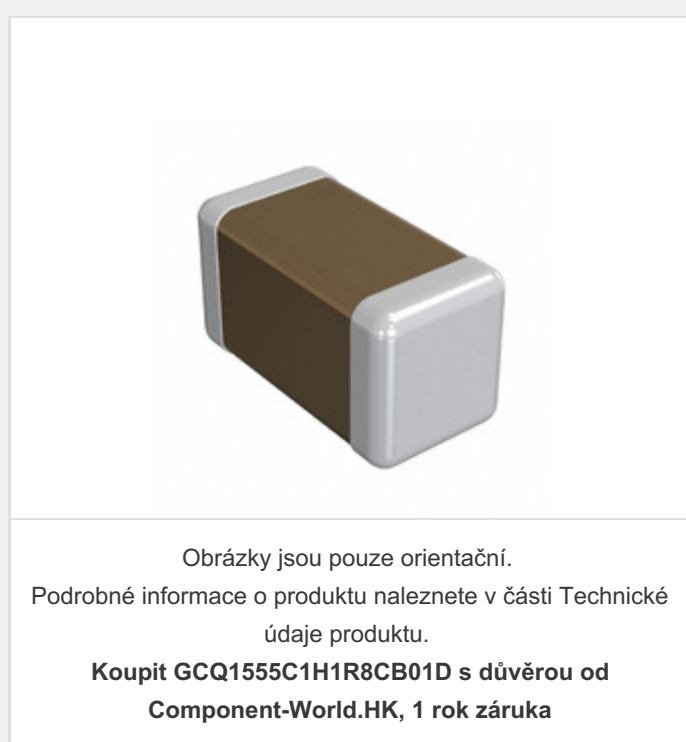 Obrázky jsou pouze orientační.
Podrobné informace o produktu naleznete v části Technické
údaje produktu.
Koupit GCQ1555C1H1R8CB01D s důvěrou od
Component-World.HK, 1 rok záruka